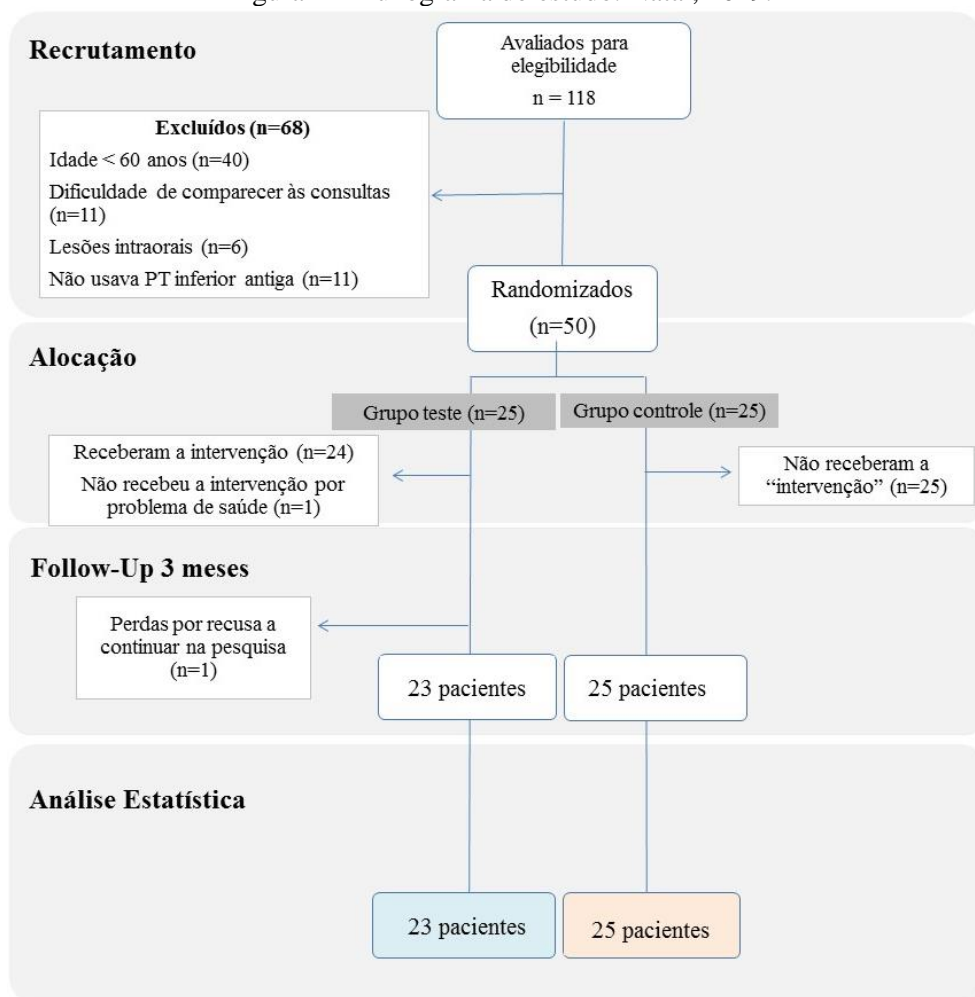 Recrutamento
Avaliados para
elegibilidade
n = 118
Excluídos (n=68)
Idade < 60 anos (n=40)
Dificuldade de comparecer às consultas
(n=11)
Lesões intraorais (n=6)
Não usava PT inferior antiga (n=11)
Randomizados
(n=50)
Alocação
Grupo teste (n=25)
Grupo controle (n=25)
Receberam a intervenção (n=24)
Não recebeu a intervenção por
problema de saúde (n=1)
Não receberam a
“intervenção” (n=25)
Follow-Up 3 meses
Perdas por recusa a
continuar na pesquisa
(n=1)
23 pacientes
25 pacientes
Análise Estatística
23 pacientes
25 pacientes